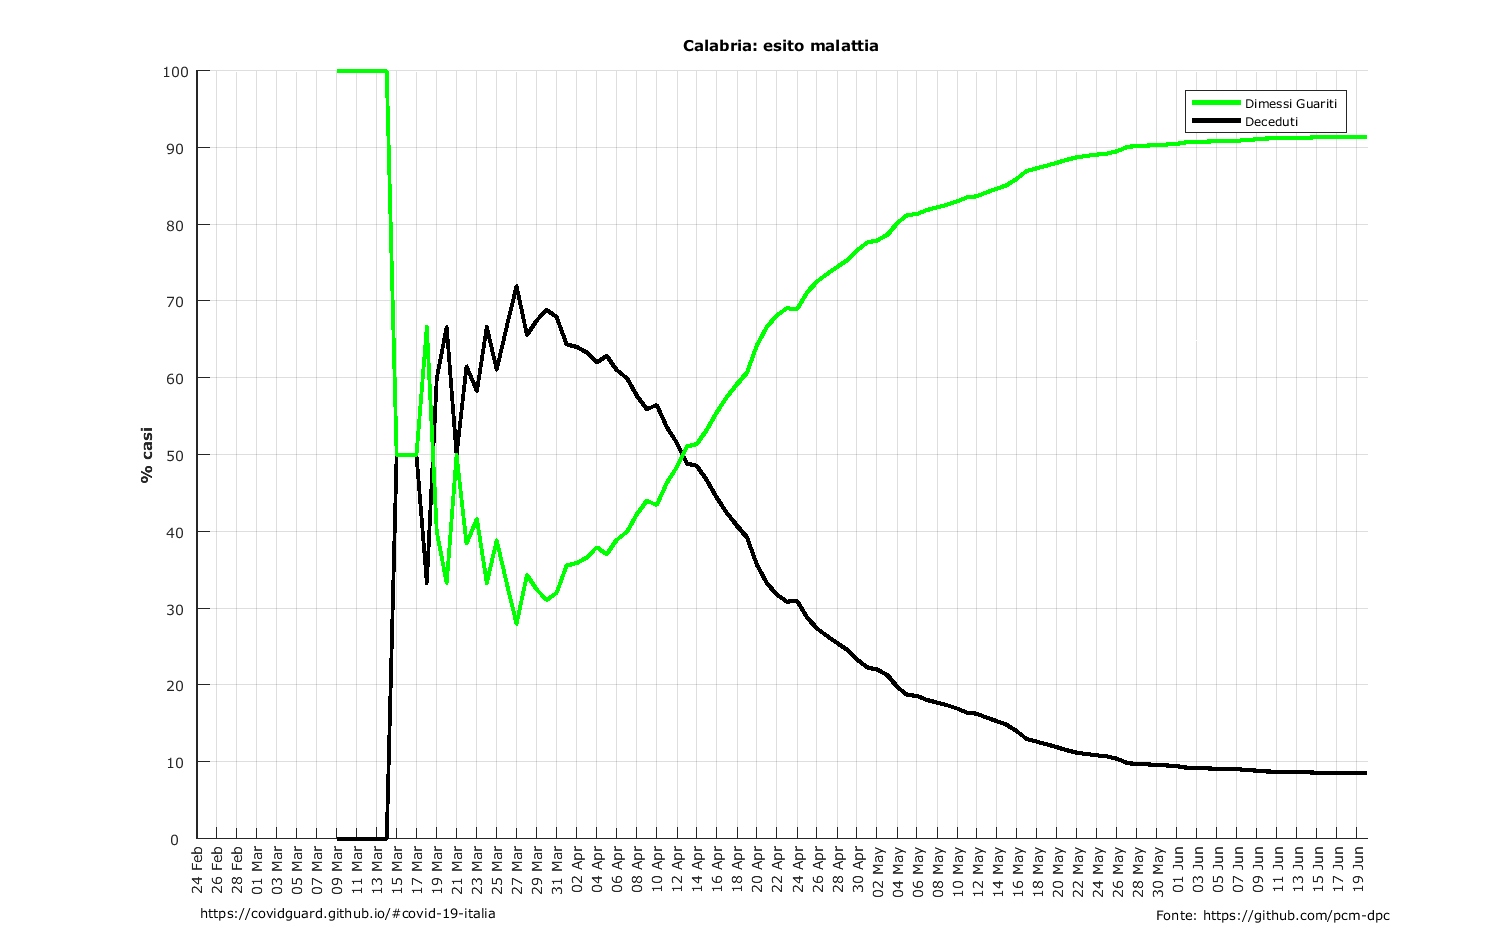 Calabria: esito malattia
Dimessi Guariti
Deceduti
% casi
100
90
80
70
60
50
40
30
20
10
0
24 Feb
26 Feb
28 Feb
01 Mar
03 Mar
05 Mar
07 Mar
09 Mar
11 Mar
13 Mar
15 Mar
17 Mar
19 Mar
21 Mar
23 Mar
25 Mar
27 Mar
29 Mar
31 Mar
02 Apr
04 Apr
06 Apr
08 Apr
10 Apr
12 Apr
14 Apr
16 Apr
18 Apr
20 Apr
22 Apr
24 Apr
26 Apr
28 Apr
30 Apr
02 May
04 May
06 May
08 May
10 May
12 May
14 May
16 May
18 May
20 May
22 May
24 May
26 May
28 May
30 May
01 Jun
03 Jun
05 Jun
07 Jun
09 Jun
11 Jun
13 Jun
15 Jun
17 Jun
19 Jun
https://covidguard.github.io/#covid-19-italia
Fonte: https://github.com/pcm-dpc